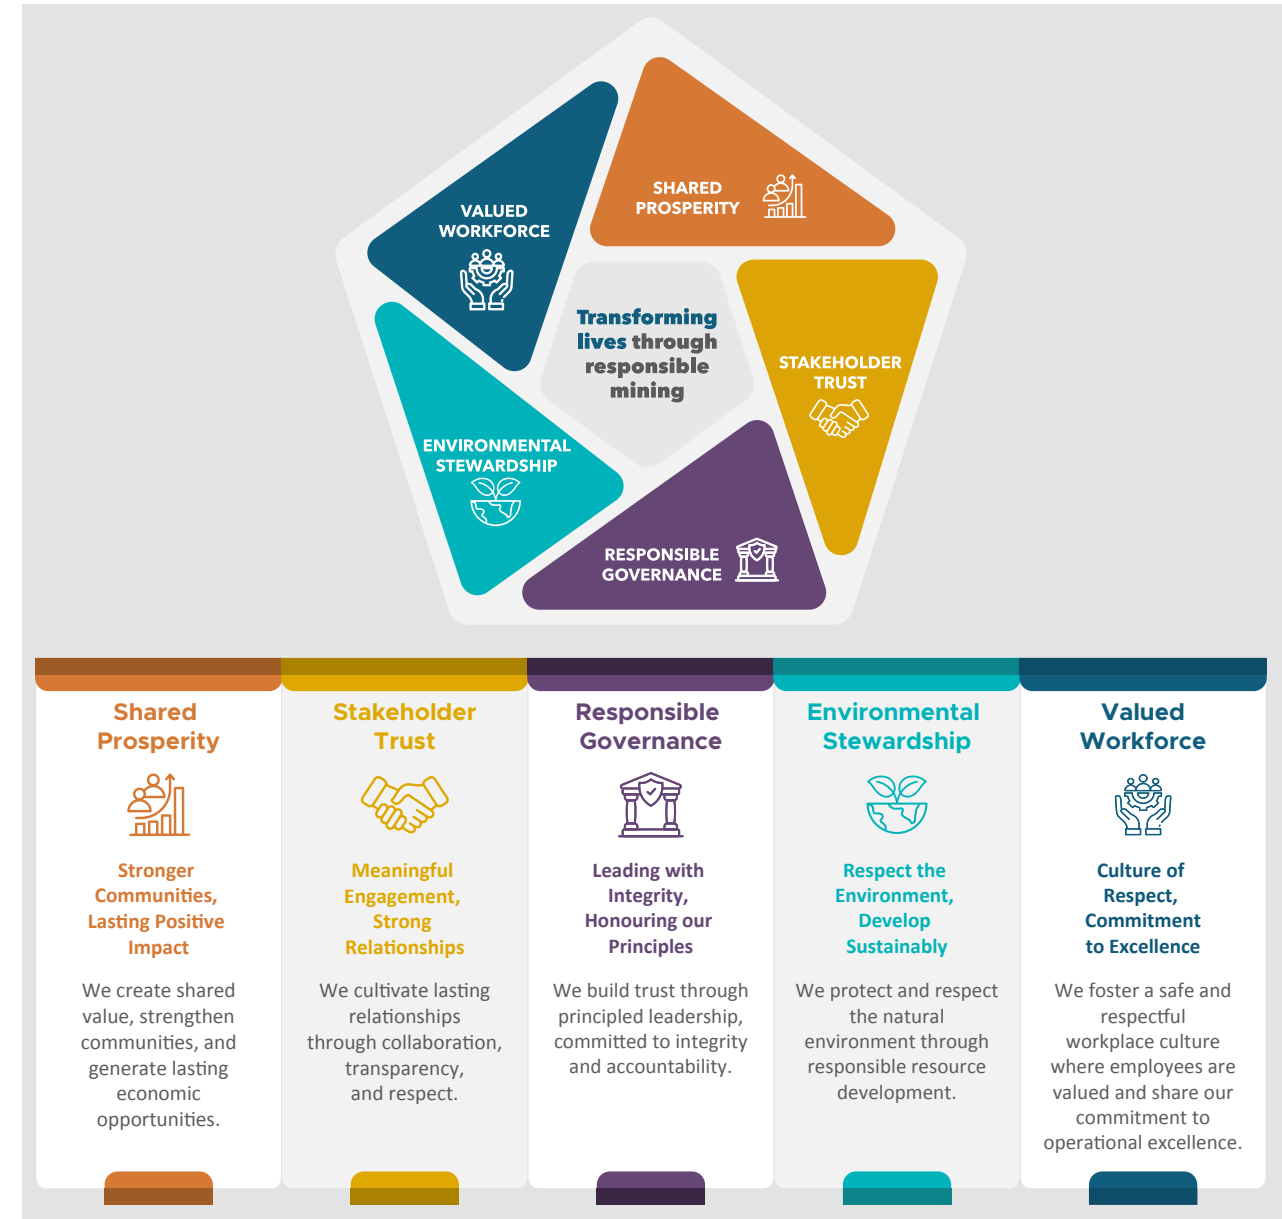 SHARED
PROSPERITY
VALUED
WORKFORCE
Transforming
lives through
responsible
mining
STAKEHOLDER
TRUST
ENVIRONMENTAL
STEWARDSHIP
RESPONSIBLE
GOVERNANCE
Shared
Prosperity
Stronger
Communities,
Lasting Positive
Impact
We create shared
value, strengthen
communities, and
generate lasting
economic
opportunities.
Stakeholder
Trust
Meaningful
Engagement,
Strong
Relationships
We cultivate lasting
relationships
through collaboration,
transparency,
and respect.
Responsible
Governance
Leading with
Integrity,
Honouring our
Principles
We build trust through
principled leadership,
committed to integrity
and accountability.
Environmental
Stewardship
Respect the
Environment,
Develop
Sustainably
We protect and respect
the natural
environment through
responsible resource
development.
Valued
Workforce
Culture of
Respect,
Commitment
to Excellence
We foster a safe and
respectful
workplace culture
where employees are
valued and share our
commitment to
operational excellence.